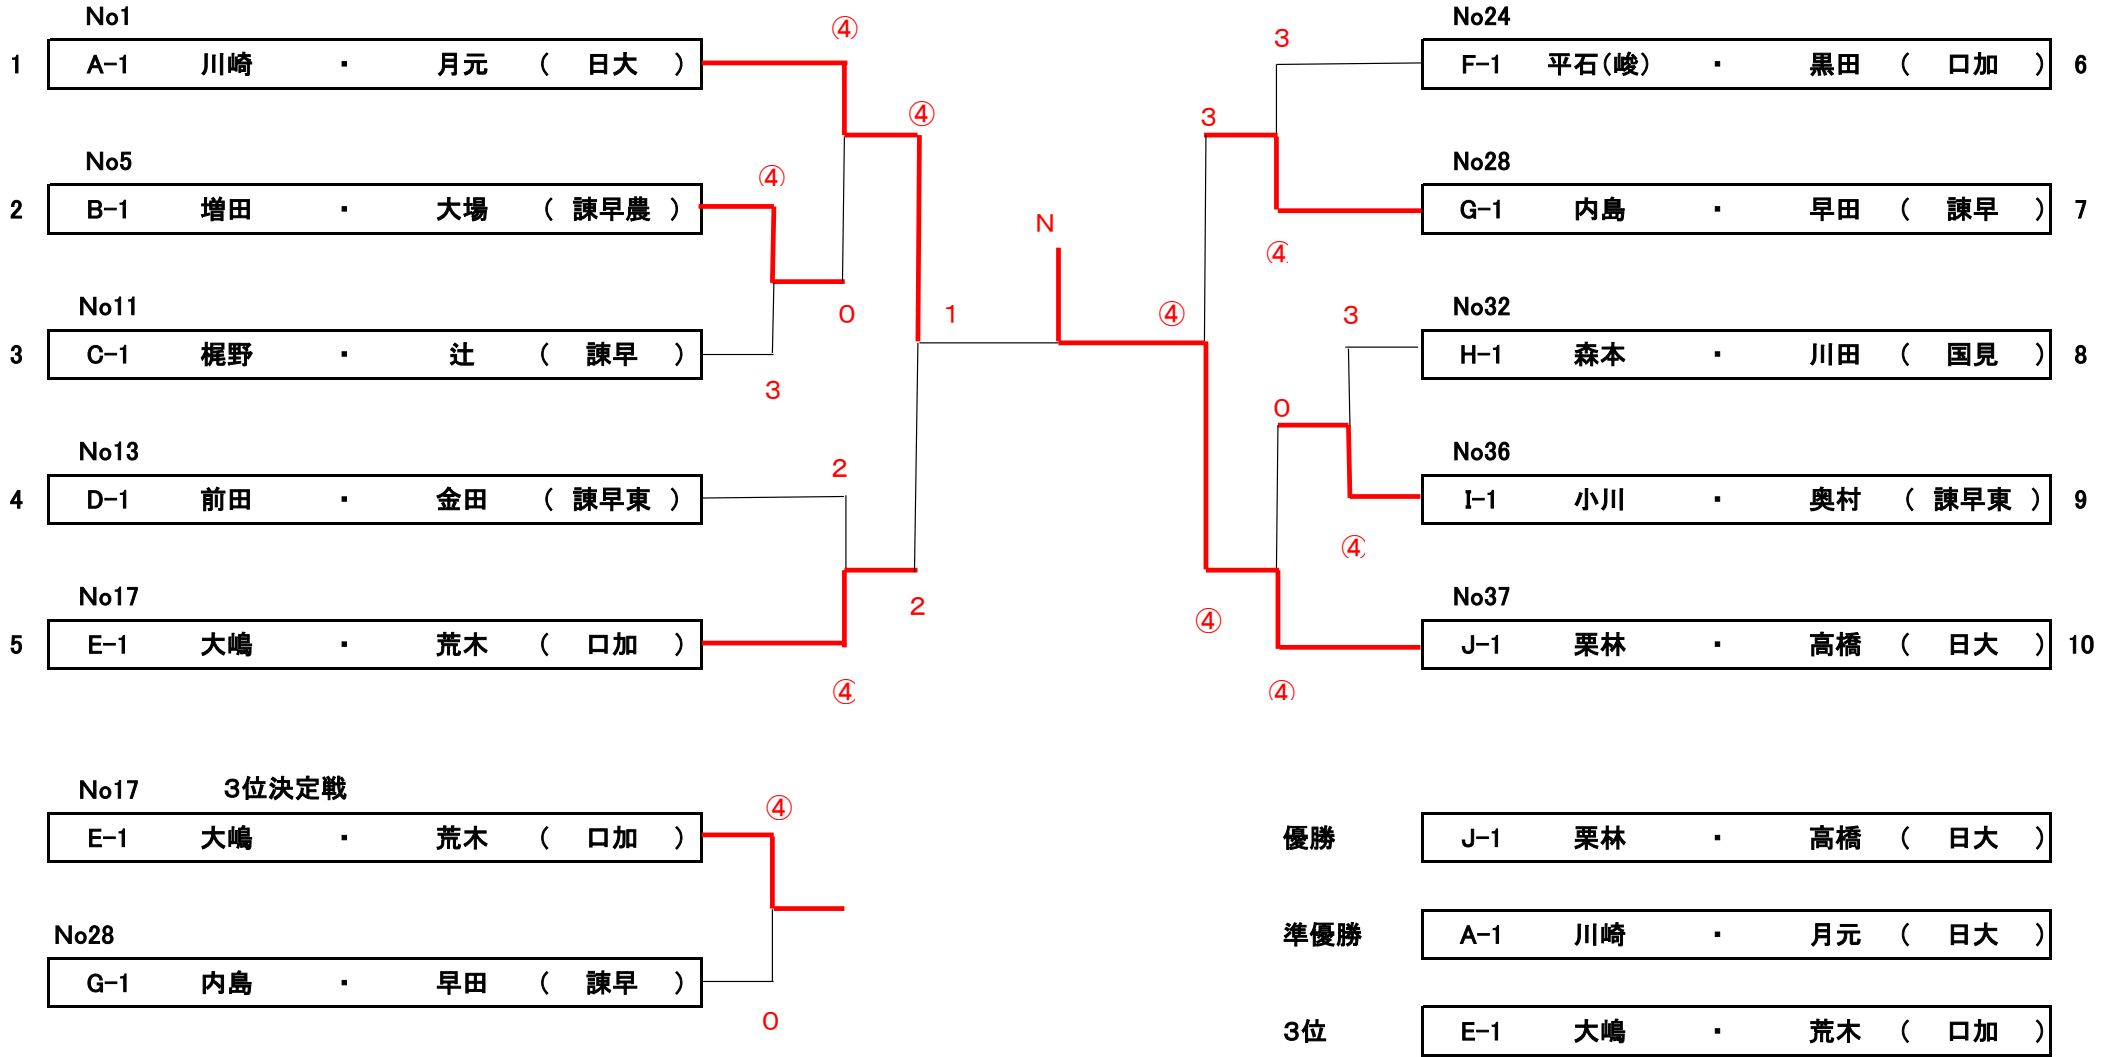 No1
④
1 A-1 川崎 ・ 月元 ( 日大 )
No5
④
④
2 B-1 増田 ・ 大場 ( 諫早農 )
No11
0
1
3 C-1 梶野 ・ 辻 ( 諫早 )
3
No13
2
4 D-1 前田 ・ 金田 ( 諫早東 )
No17
2
5 E-1 大嶋 ・ 荒木 ( 口加 )
④
N
No24
3
F-1 平石(峻) ・ 黒田 ( 口加 ) 6
3
No28
G-1 内島 ・ 早田 ( 諫早 ) 7
④
④
No32
3
H-1 森本 ・ 川田 ( 国見 ) 8
0
No36
I-1 小川 ・ 奥村 ( 諫早東 ) 9
④
No37
④
J-1 栗林 ・ 高橋 ( 日大 ) 10
④
No17 3位決定戦
④
E-1 大嶋 ・ 荒木 ( 口加 )
No28
G-1 内島 ・ 早田 ( 諫早 )
0
優勝 J-1 栗林 ・ 高橋 ( 日大 )
準優勝 A-1 川崎 ・ 月元 ( 日大 )
3位 E-1 大嶋 ・ 荒木 ( 口加 )